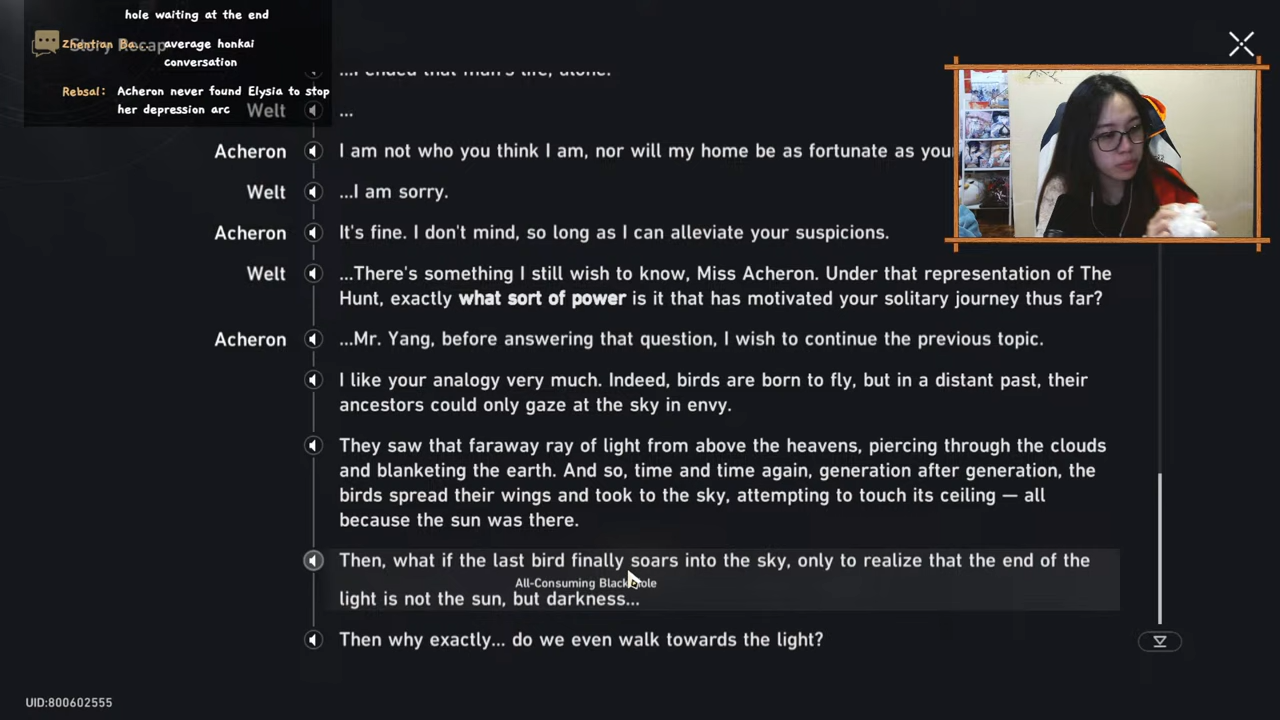 hole waiting at the end
Story Recap
Zhentian Ba... average honkai
conversation
...I ended that man's life, alone.
Rebsal: Acheron never found Elysia to stop
her depression arc
Welt ...
Acheron I am not who you think I am, nor will my home be as fortunate as
Welt ...I am sorry.
Acheron It's fine. I don't mind, so long as I can alleviate your suspicions.
Welt ...There's something I still wish to know, Miss Acheron. Under that representation of The
Hunt, exactly what sort of power is it that has motivated your solitary journey thus far?
Acheron ...Mr. Yang, before answering that question, I wish to continue the previous topic.
I like your analogy very much. Indeed, birds are born to fly, but in a distant past, their
ancestors could only gaze at the sky in envy.
They saw that faraway ray of light from above the heavens, piercing through the clouds
and blanketing the earth. And so, time and time again, generation after generation, the
birds spread their wings and took to the sky, attempting to touch its ceiling — all
because the sun was there.
Then, what if the last bird finally soars into the sky, only to realize that the end of the
All-Consuming Black Hole
light is not the sun, but darkness...
Then why exactly... do we even walk towards the light?
UID:800602555